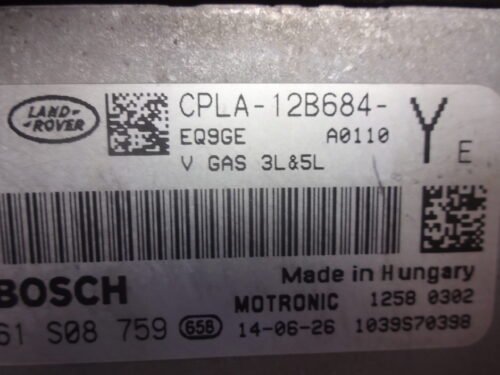 LAND-
ROVER
CPLA-12B684-
Y E
EQ9GE A0110
V GAS 3L&5L
Made in Hungary
BOSCH
MOTRONIC 1258 0302
61 S08 759 658 14-06-26 1039S70398